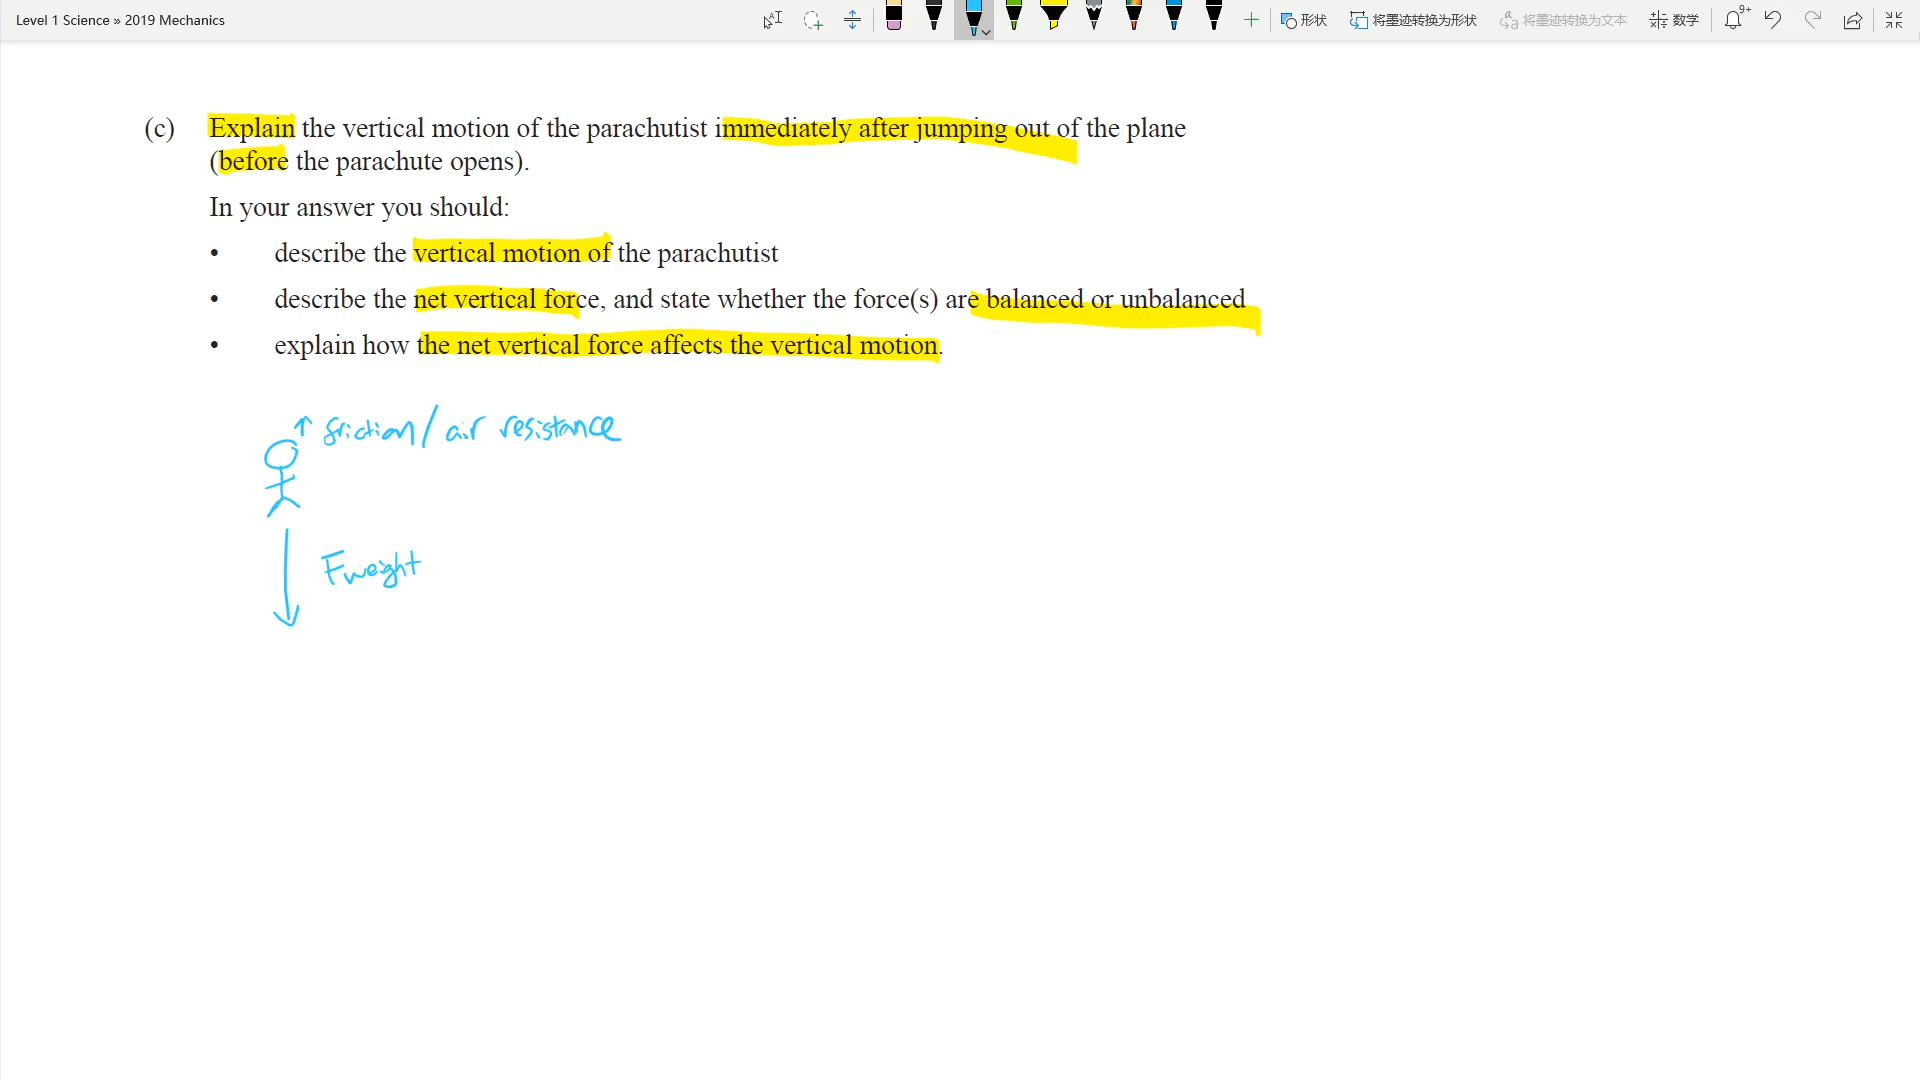 Level 1 Science » 2019 Mechanics
形状 将墨迹转换为形状 将墨迹转换为文本 数学 9+
(c) Explain the vertical motion of the parachutist immediately after jumping out of the plane
(before the parachute opens).
In your answer you should:
• describe the vertical motion of the parachutist
• describe the net vertical force, and state whether the force(s) are balanced or unbalanced
• explain how the net vertical force affects the vertical motion.
friction / air resistance
Fweight